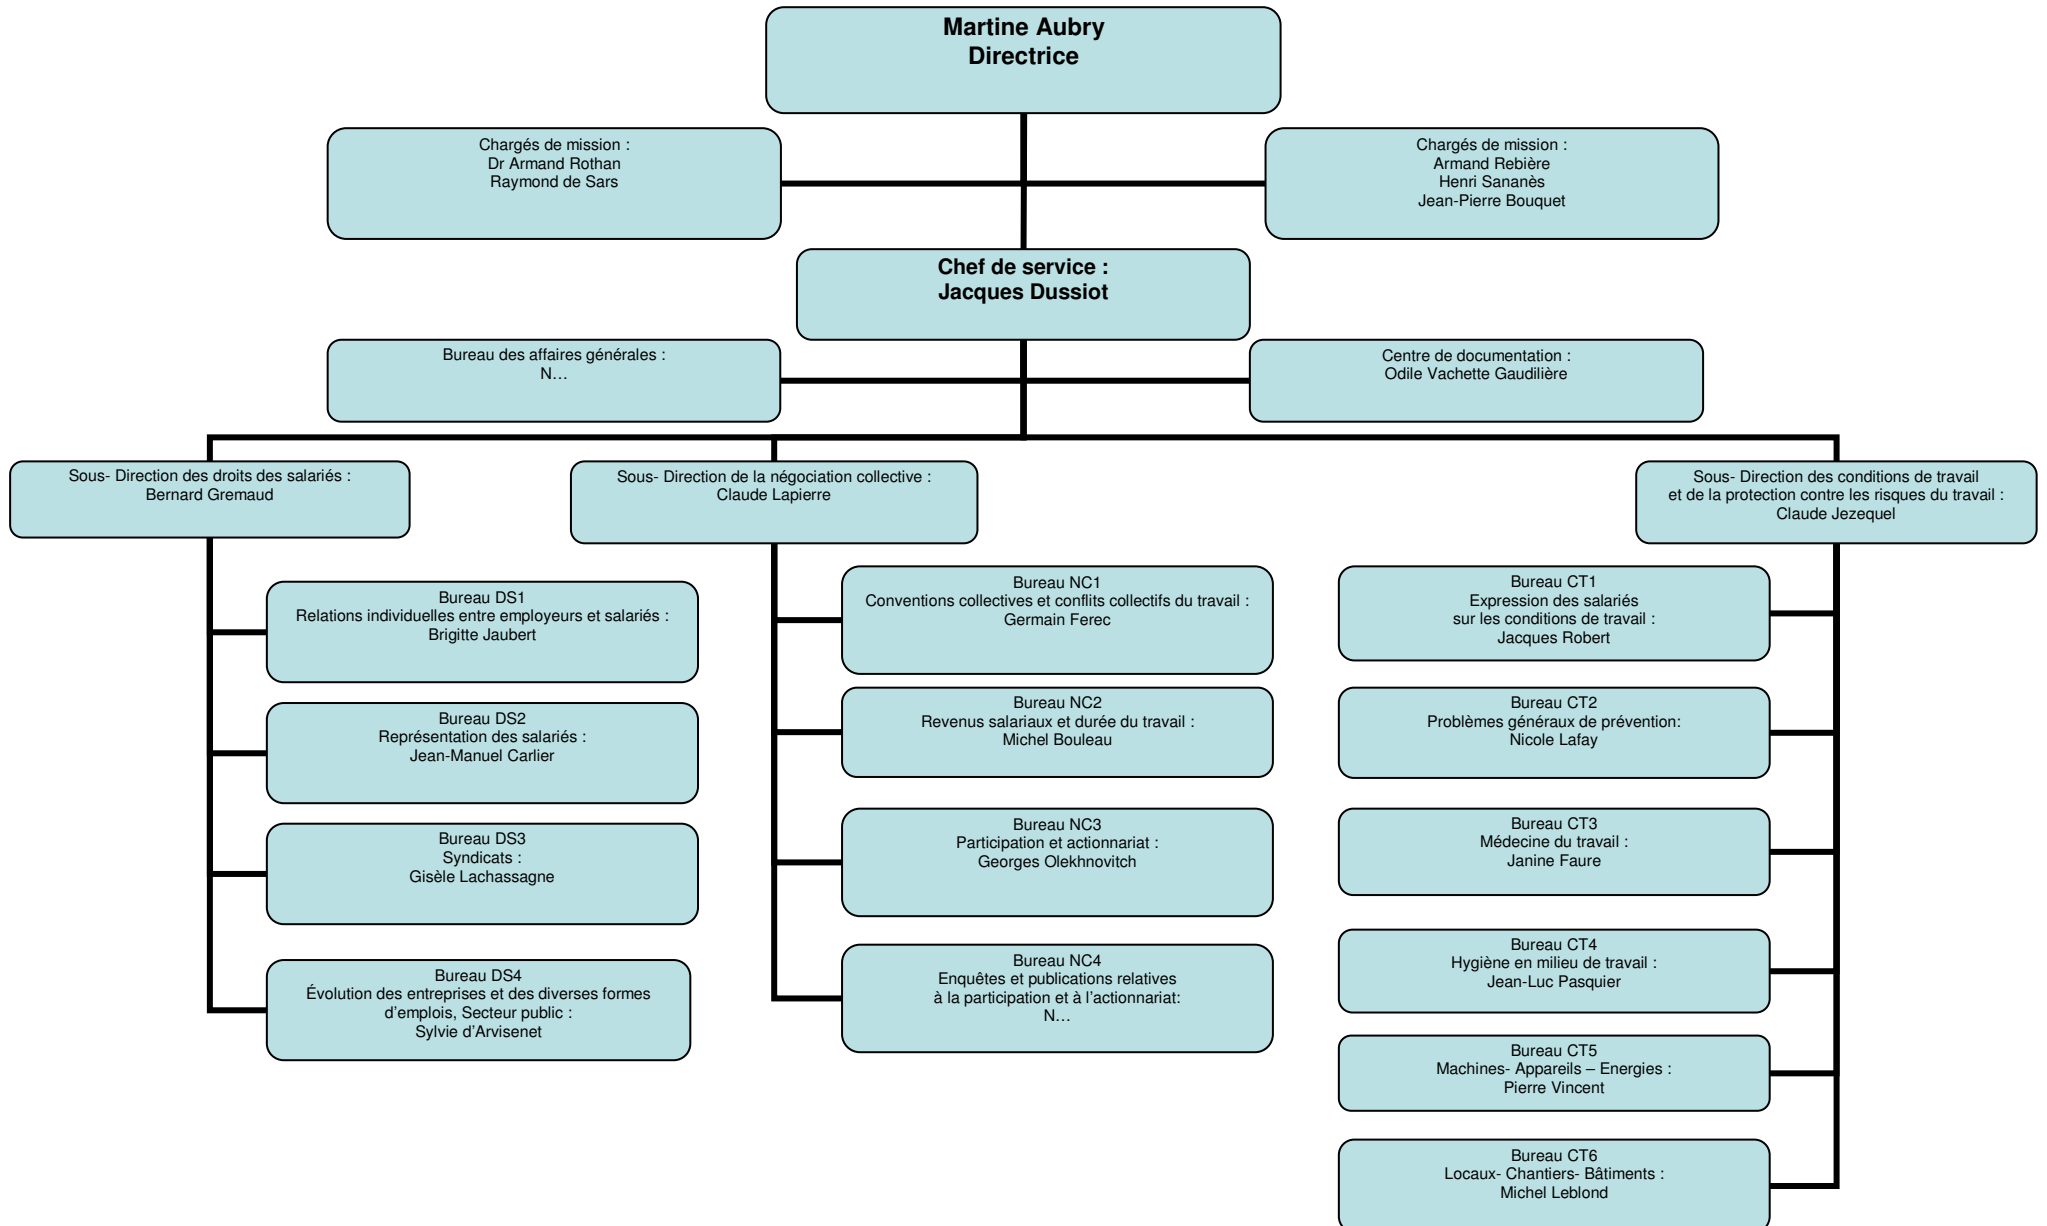 Martine Aubry
Directrice
Chargés de mission :
Dr Armand Rothan
Raymond de Sars
Chargés de mission :
Armand Rebière
Henri Sananès
Jean-Pierre Bouquet
Chef de service :
Jacques Dussiot
Bureau des affaires générales :
N…
Centre de documentation :
Odile Vachette Gaudilière
Sous- Direction des droits des salariés :
Bernard Gremaud
Sous- Direction de la négociation collective :
Claude Lapierre
Sous- Direction des conditions de travail
et de la protection contre les risques du travail :
Claude Jezequel
Bureau DS1
Relations individuelles entre employeurs et salariés :
Brigitte Jaubert
Bureau DS2
Représentation des salariés :
Jean-Manuel Carlier
Bureau DS3
Syndicats :
Gisèle Lachassagne
Bureau DS4
Évolution des entreprises et des diverses formes
d’emplois, Secteur public :
Sylvie d’Arvisenet
Bureau NC1
Conventions collectives et conflits collectifs du travail :
Germain Ferec
Bureau NC2
Revenus salariaux et durée du travail :
Michel Bouleau
Bureau NC3
Participation et actionnariat :
Georges Olekhnovitch
Bureau NC4
Enquêtes et publications relatives
à la participation et à l’actionnariat:
N…
Bureau CT1
Expression des salariés
sur les conditions de travail :
Jacques Robert
Bureau CT2
Problèmes généraux de prévention:
Nicole Lafay
Bureau CT3
Médecine du travail :
Janine Faure
Bureau CT4
Hygiène en milieu de travail :
Jean-Luc Pasquier
Bureau CT5
Machines- Appareils – Energies :
Pierre Vincent
Bureau CT6
Locaux- Chantiers- Bâtiments :
Michel Leblond